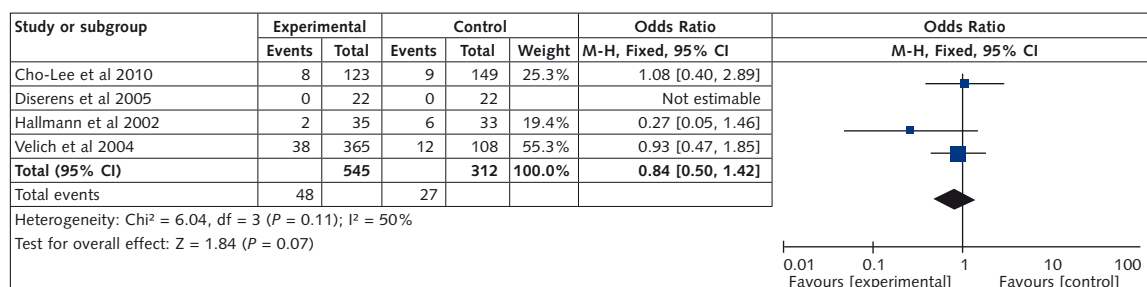 Study or subgroup Experimental Control Odds Ratio Odds Ratio
Events Total Events Total Weight M-H, Fixed, 95% CI M-H, Fixed, 95% CI
Cho-Lee et al 2010 8 123 9 149 25.3% 1.08 [0.40, 2.89]
Diserens et al 2005 0 22 0 22 Not estimable
Hallmann et al 2002 2 35 6 33 19.4% 0.27 [0.05, 1.46]
Velich et al 2004 38 365 12 108 55.3% 0.93 [0.47, 1.85]
Total (95% CI) 545 312 100.0% 0.84 [0.50, 1.42]
Total events 48 27
Heterogeneity: Chi² = 6.04, df = 3 (P = 0.11); I² = 50%
Test for overall effect: Z = 1.84 (P = 0.07)
0.01 0.1 1 10 100
Favours [experimental] Favours [control]